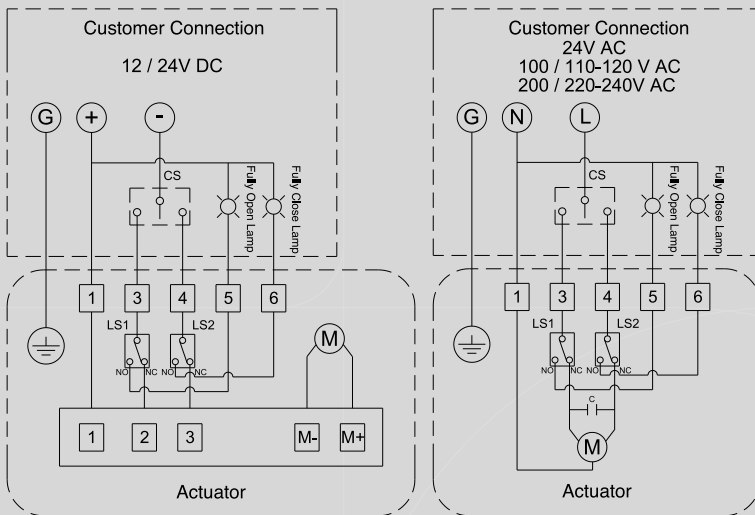 Customer Connection
12 / 24V DC
G
+
-
CS
Fully Open Lamp
Fully Close Lamp
1
3
4
5
6
LS1
LS2
NO
NC
NO
NC
M
1
2
3
M-
M+
Actuator
Customer Connection
24V AC
100 / 110-120 V AC
200 / 220-240V AC
G
N
L
CS
Fully Open Lamp
Fully Close Lamp
1
3
4
5
6
LS1
LS2
NO
NC
NO
NC
C
M
Actuator